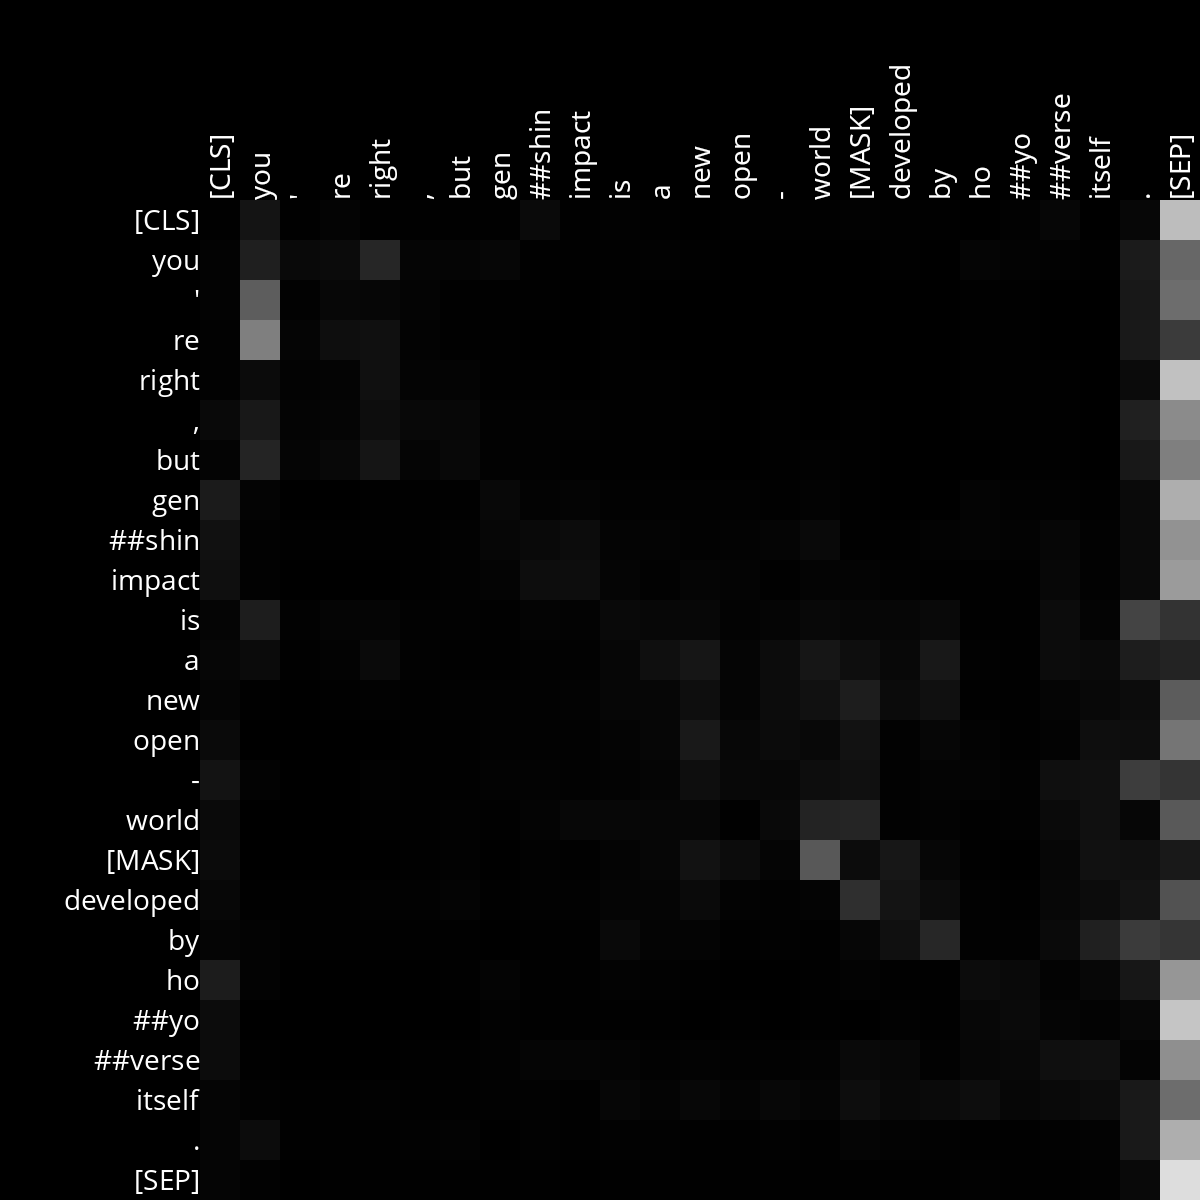 [CLS] you ' re right , but gen ##shin impact is a new open - world [MASK] developed by ho ##yo ##verse itself . [SEP]
[CLS]
you
'
re
right
,
but
gen
##shin
impact
is
a
new
open
-
world
[MASK]
developed
by
ho
##yo
##verse
itself
.
[SEP]